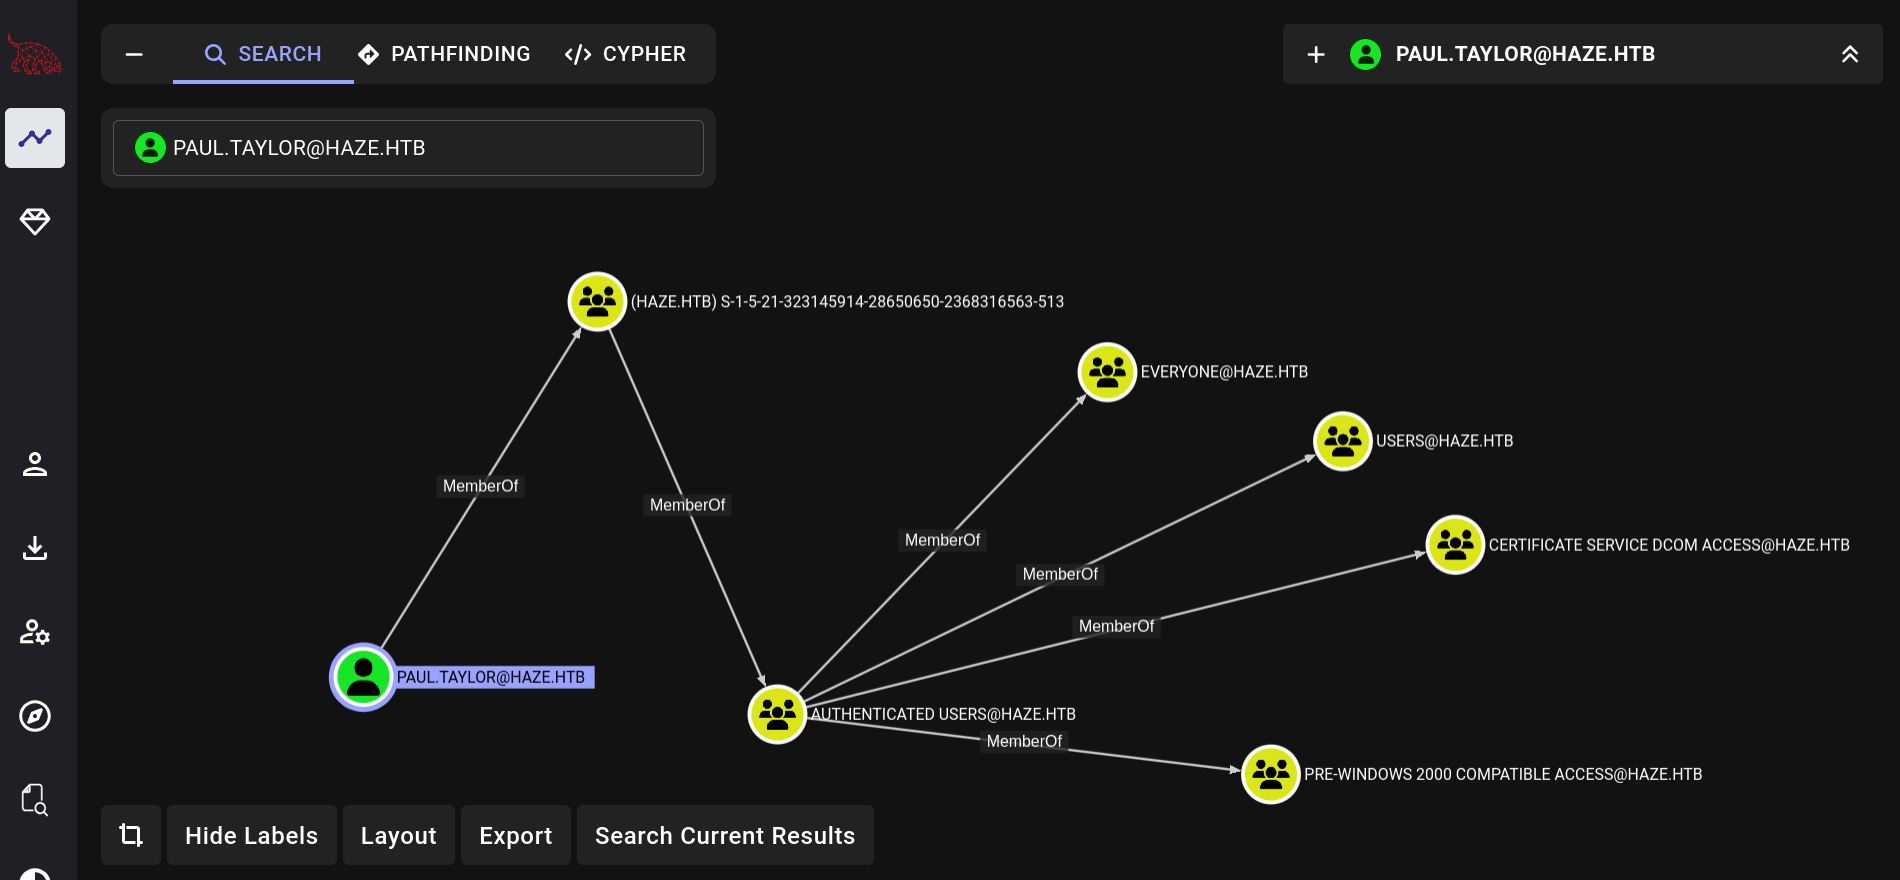 SEARCH
PATHFINDING
CYPHER
PAUL.TAYLOR@HAZE.HTB
PAUL.TAYLOR@HAZE.HTB
(HAZE.HTB) S-1-5-21-323145914-28650650-2368316563-513
EVERYONE@HAZE.HTB
USERS@HAZE.HTB
MemberOf
MemberOf
MemberOf
CERTIFICATE SERVICE DCOM ACCESS@HAZE.HTB
MemberOf
MemberOf
PAUL.TAYLOR@HAZE.HTB
AUTHENTICATED USERS@HAZE.HTB
MemberOf
PRE-WINDOWS 2000 COMPATIBLE ACCESS@HAZE.HTB
Hide Labels
Layout
Export
Search Current Results